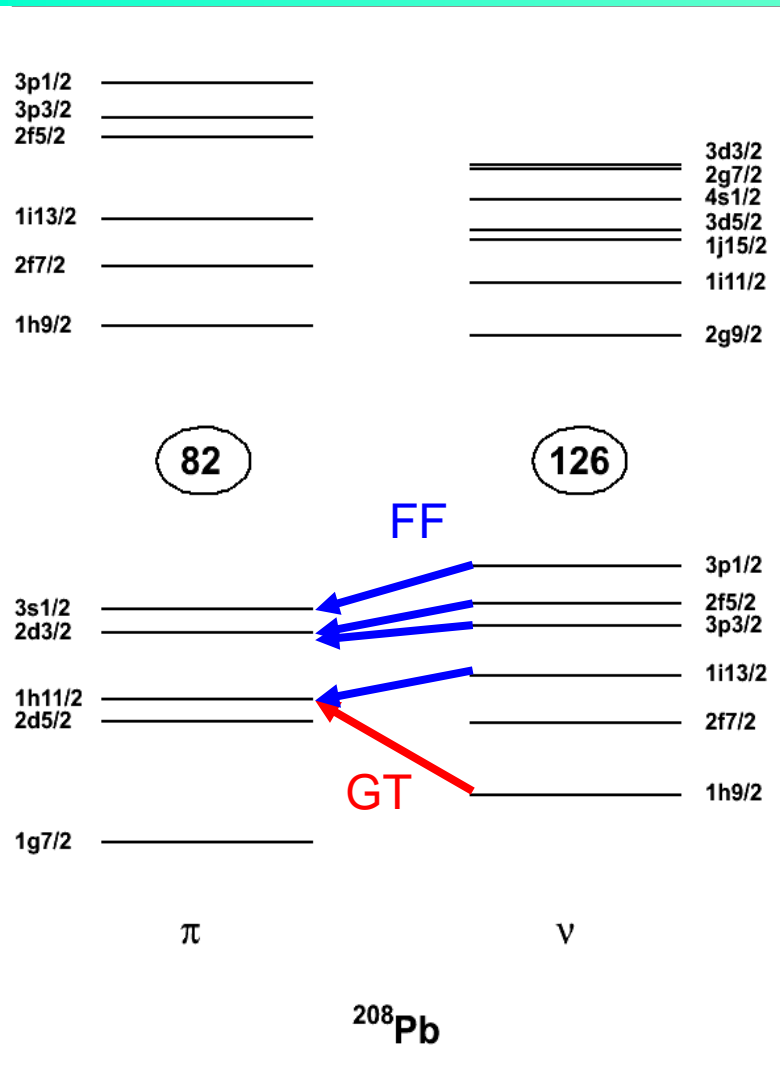 3p1/2
3p3/2
2f5/2
1i13/2
2f7/2
1h9/2
3d3/2
2g7/2
4s1/2
3d5/2
1j15/2
1i11/2
2g9/2
82
126
FF
3s1/2
2d3/2
1h11/2
2d5/2
1g7/2
3p1/2
2f5/2
3p3/2
1i13/2
2f7/2
1h9/2
GT
π
ν
²⁰⁸Pb